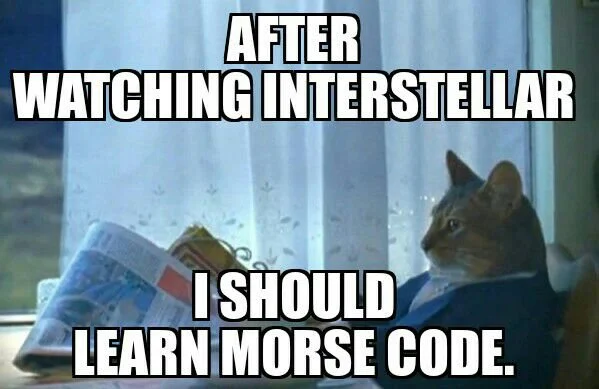 AFTER
WATCHING INTERSTELLAR
I SHOULD
LEARN MORSE CODE.